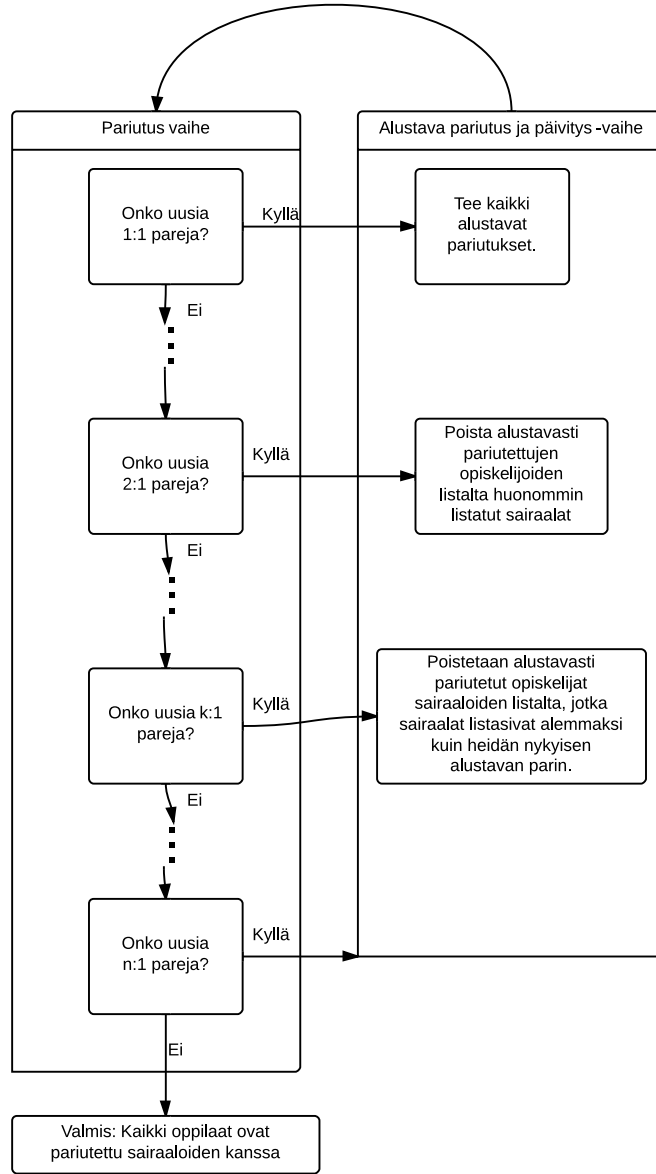 Pariutus vaihe
Alustava pariutus ja päivitys -vaihe
Onko uusia
1:1 pareja?
Kyllä
Tee kaikki
alustavat
pariutukset.
Ei
Onko uusia
2:1 pareja?
Kyllä
Poista alustavasti
pariutettujen
opiskelijoiden
listalta huonommin
listatut sairaalat
Ei
Onko uusia k:1
pareja?
Kyllä
Poistetaan alustavasti
pariutetut opiskelijat
sairaaloiden listalta, jotka
sairaalat listasivat alemmaksi
kuin heidän nykyisen
alustavan parin.
Ei
Onko uusia
n:1 pareja?
Kyllä
Ei
Valmis: Kaikki oppilaat ovat
pariutettu sairaaloiden kanssa